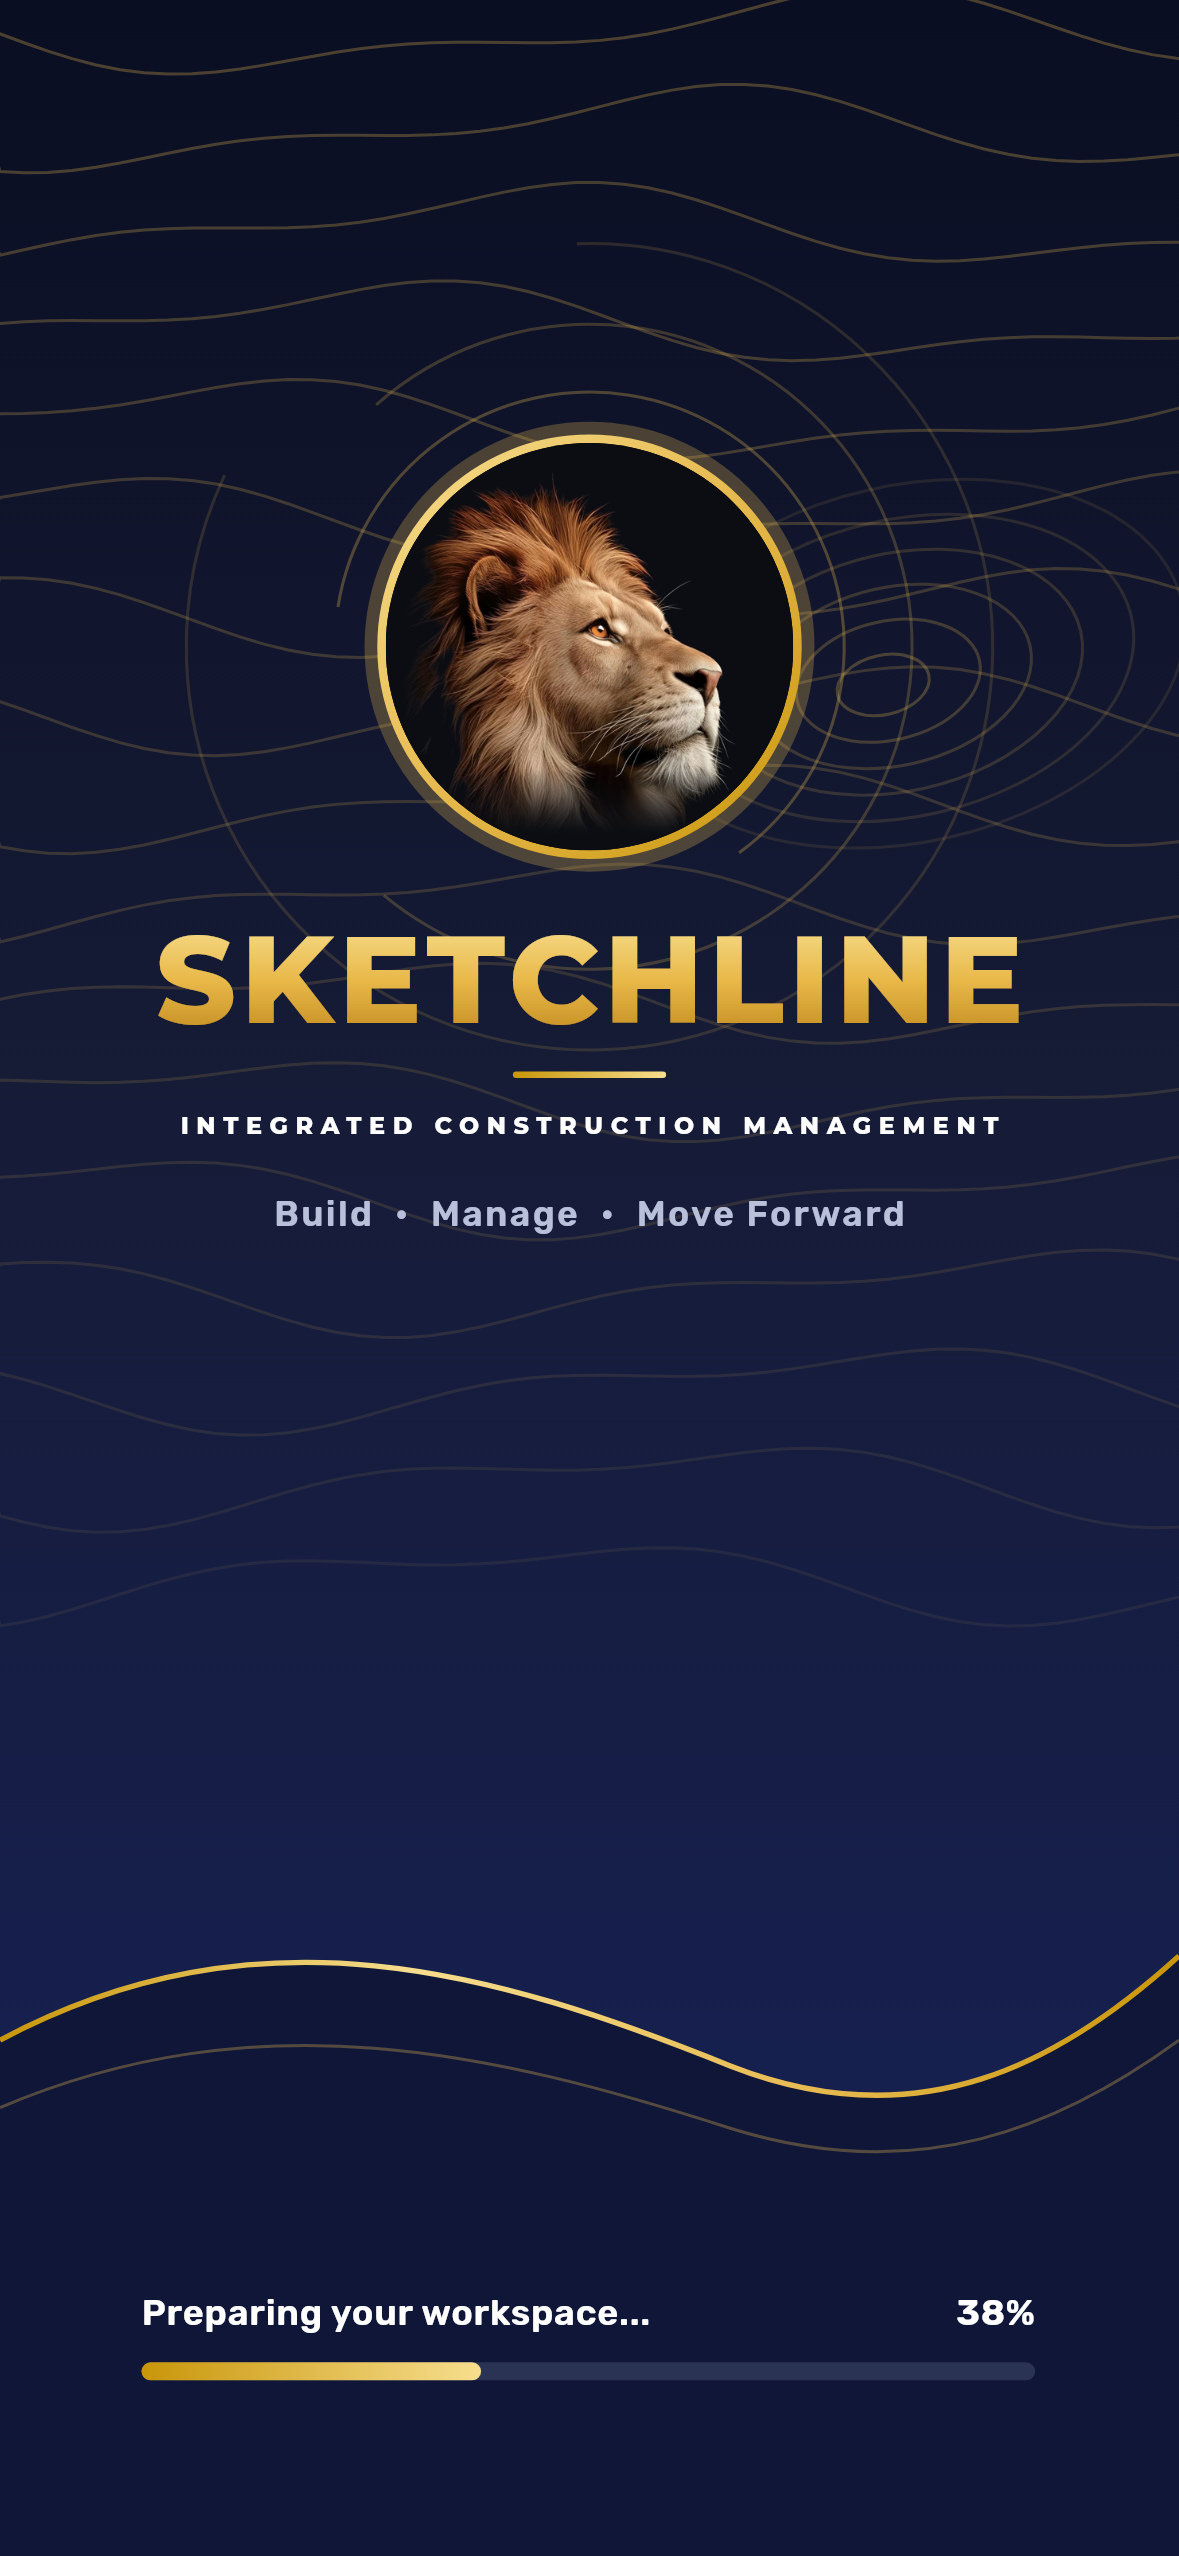 SKETCHLINE
INTEGRATED CONSTRUCTION MANAGEMENT
Build • Manage • Move Forward
Preparing your workspace... 38%